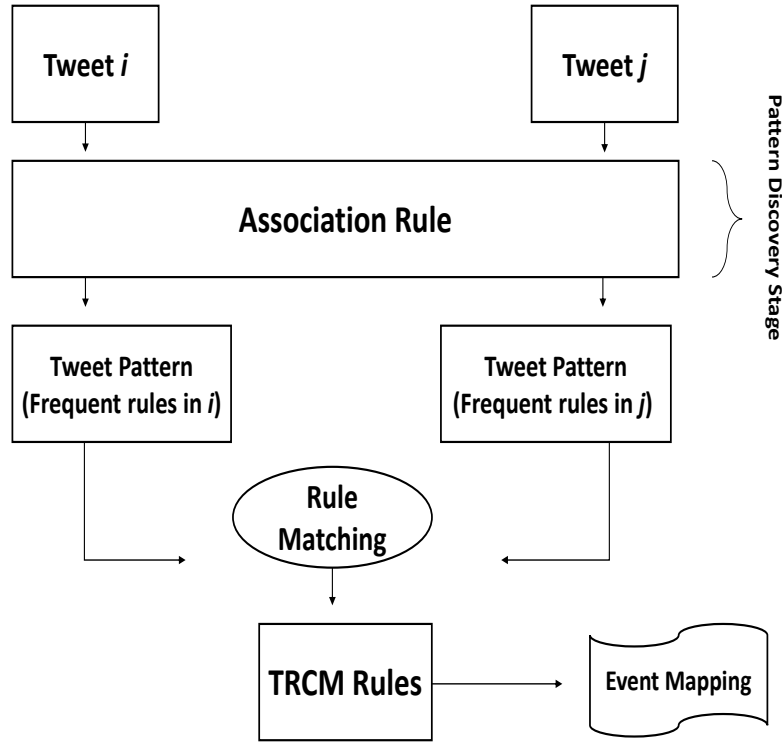 Tweet i
Tweet j
Association Rule
Pattern Discovery Stage
Tweet Pattern
(Frequent rules in i)
Tweet Pattern
(Frequent rules in j)
Rule
Matching
TRCM Rules
Event Mapping